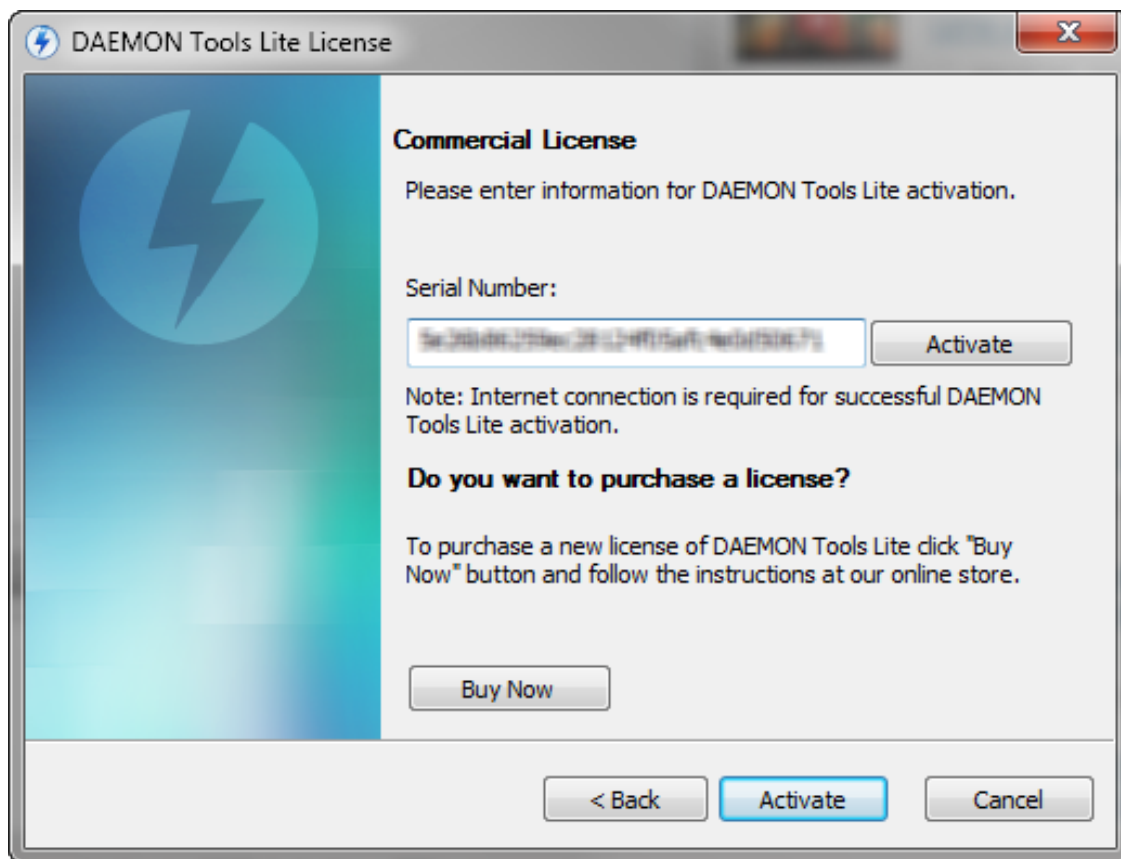 DAEMON Tools Lite License
Commercial License
Please enter information for DAEMON Tools Lite activation.
Serial Number:
Activate
Note: Internet connection is required for successful DAEMON
Tools Lite activation.
Do you want to purchase a license?
To purchase a new license of DAEMON Tools Lite click "Buy
Now" button and follow the instructions at our online store.
Buy Now
< Back Activate Cancel